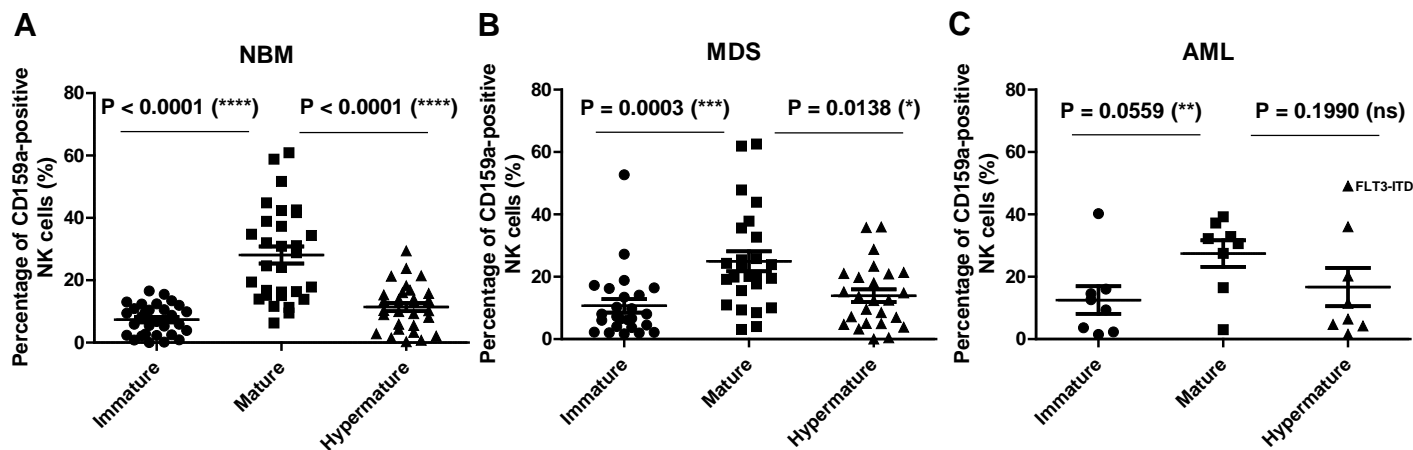 A
NBM
Percentage of CD159a-positive
NK cells (%)
P < 0.0001 (****)
P < 0.0001 (****)
80
60
40
20
0
Immature
Mature
Hypermature
B
MDS
Percentage of CD159a-positive
NK cells (%)
P = 0.0003 (***)
P = 0.0138 (*)
80
60
40
20
0
Immature
Mature
Hypermature
C
AML
Percentage of CD159a-positive
NK cells (%)
P = 0.0559 (**)
P = 0.1990 (ns)
80
60
40
20
0
FLT3-ITD
Immature
Mature
Hypermature